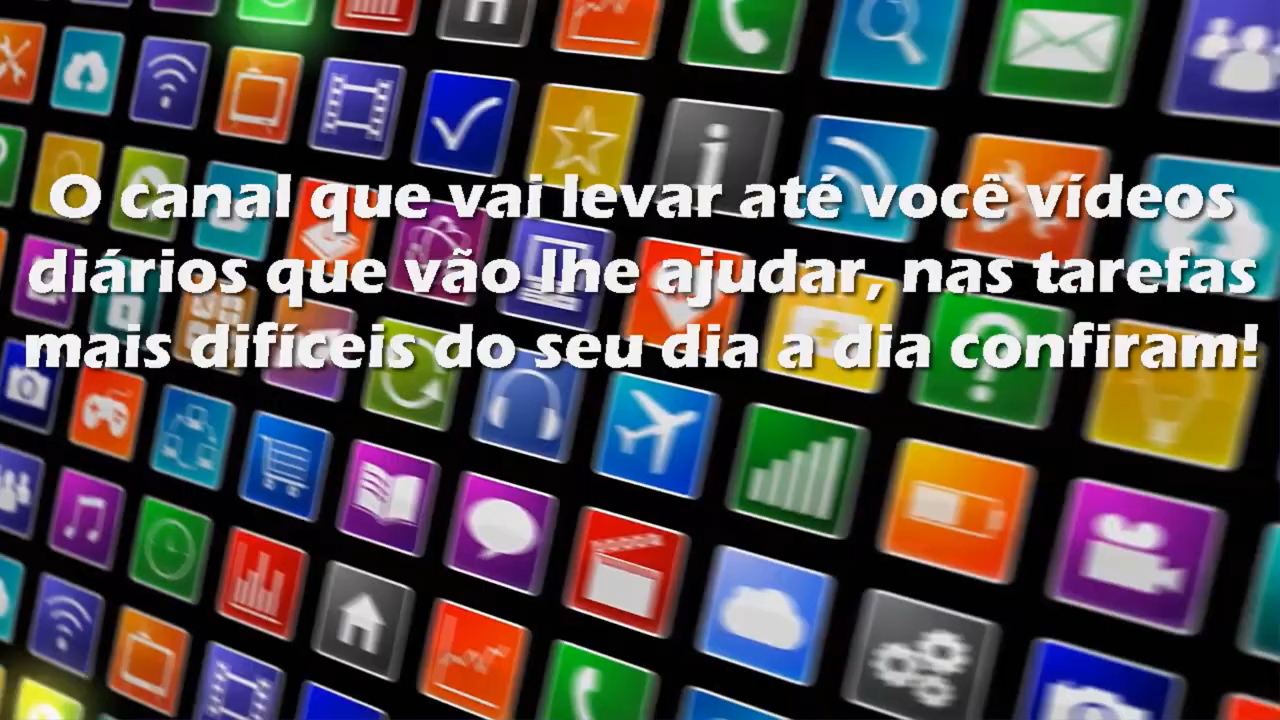 O canal que vai levar até você vídeos
diários que vão lhe ajudar, nas tarefas
mais difíceis do seu dia a dia confiram!